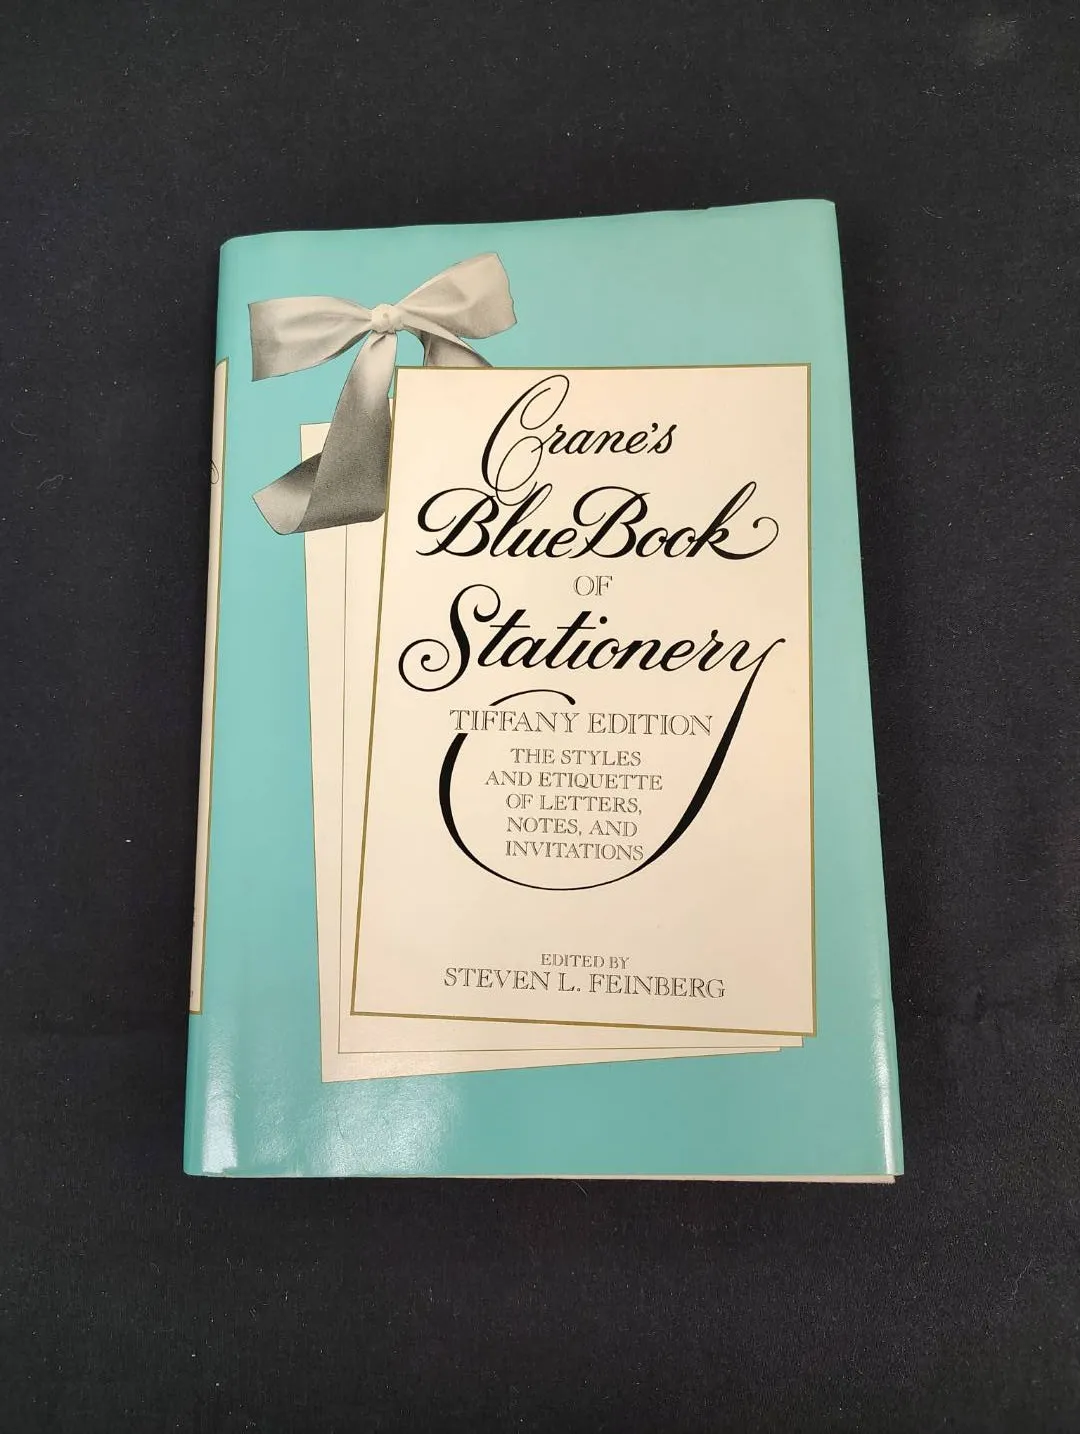 Crane's
Blue Book
OF
Stationery
TIFFANY EDITION
THE STYLES
AND ETIQUETTE
OF LETTERS,
NOTES, AND
INVITATIONS
EDITED BY
STEVEN L. FEINBERG